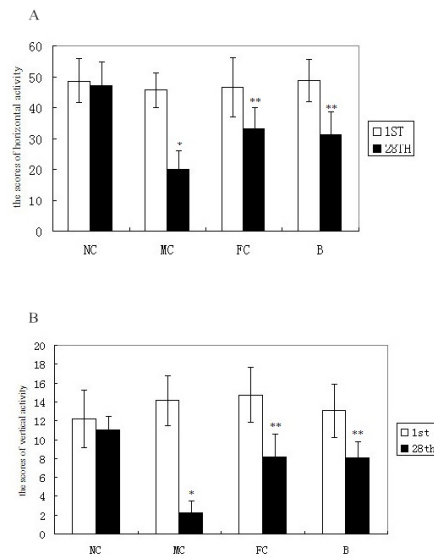 A
the scores of horizontal activity
60
50
40
30
20
10
0
*
**
**
NC
MC
FC
B
1ST
28TH
B
the scores of vertical activity
20
18
16
14
12
10
8
6
4
2
0
*
**
**
NC
MC
FC
B
1st
28th